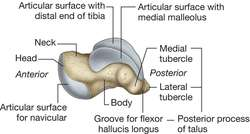 Articular surface with
distal end of tibia
Articular surface with
medial malleolus
Neck
Head
Anterior
Medial
tubercle
Posterior
Lateral
tubercle
Articular surface
for navicular
Body
Groove for flexor
hallucis longus
Posterior process
of talus